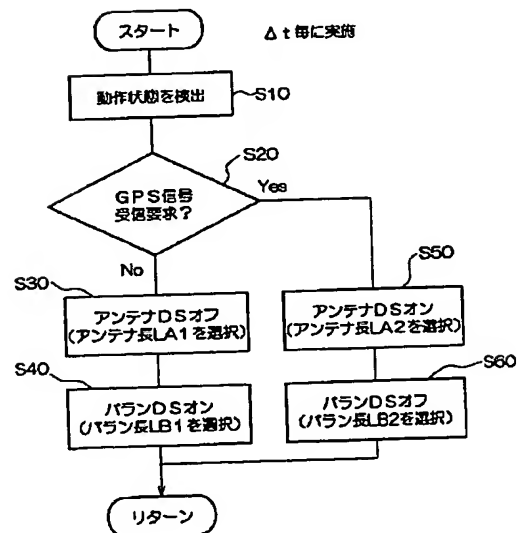 スタート
Δt毎に実施
動作状態を検出
S10
S20
GPS信号
受信要求?
Yes
No
S30
アンテナDSオフ
(アンテナ長LA1を選択)
S40
バランDSオン
(バラン長LB1を選択)
S50
アンテナDSオン
(アンテナ長LA2を選択)
S60
バランDSオフ
(バラン長LB2を選択)
リターン